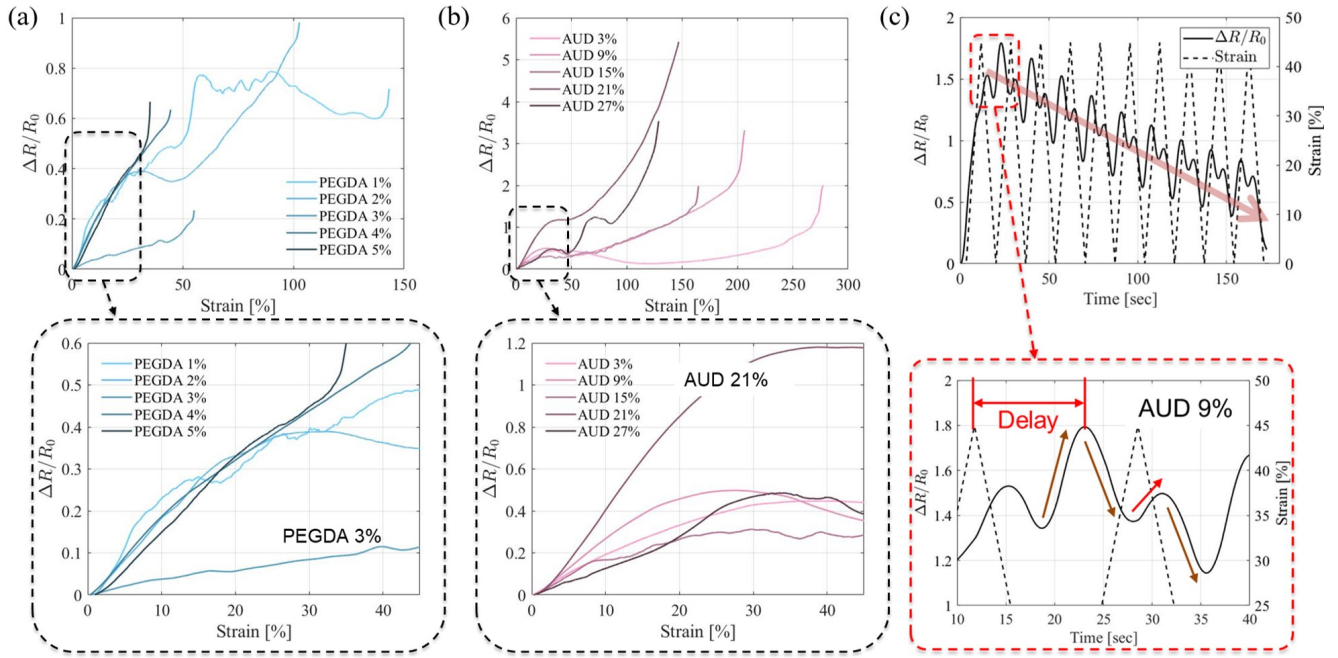 (a)
1
0.8
0.6
0.4
0.2
0
ΔR/R0
PEGDA 1%
PEGDA 2%
PEGDA 3%
PEGDA 4%
PEGDA 5%
0 50 100 150
Strain [%]
0.6
0.5
0.4
0.3
0.2
0.1
0
ΔR/R0
PEGDA 1%
PEGDA 2%
PEGDA 3%
PEGDA 4%
PEGDA 5%
PEGDA 3%
0 10 20 30 40
Strain [%]
(b)
6
5
4
3
2
1
0
ΔR/R0
AUD 3%
AUD 9%
AUD 15%
AUD 21%
AUD 27%
0 50 100 150 200 250 300
Strain [%]
1.2
1
0.8
0.6
0.4
0.2
0
ΔR/R0
AUD 3%
AUD 9%
AUD 15%
AUD 21%
AUD 27%
AUD 21%
0 10 20 30 40
Strain [%]
(c)
2
1.5
1
0.5
0
ΔR/R0
ΔR/R0
Strain
50
40
30
20
10
0
Strain [%]
0 50 100 150
Time [sec]
2
1.8
1.6
1.4
1.2
1
ΔR/R0
Delay
AUD 9%
50
45
40
35
30
25
Strain [%]
10 15 20 25 30 35 40
Time [sec]